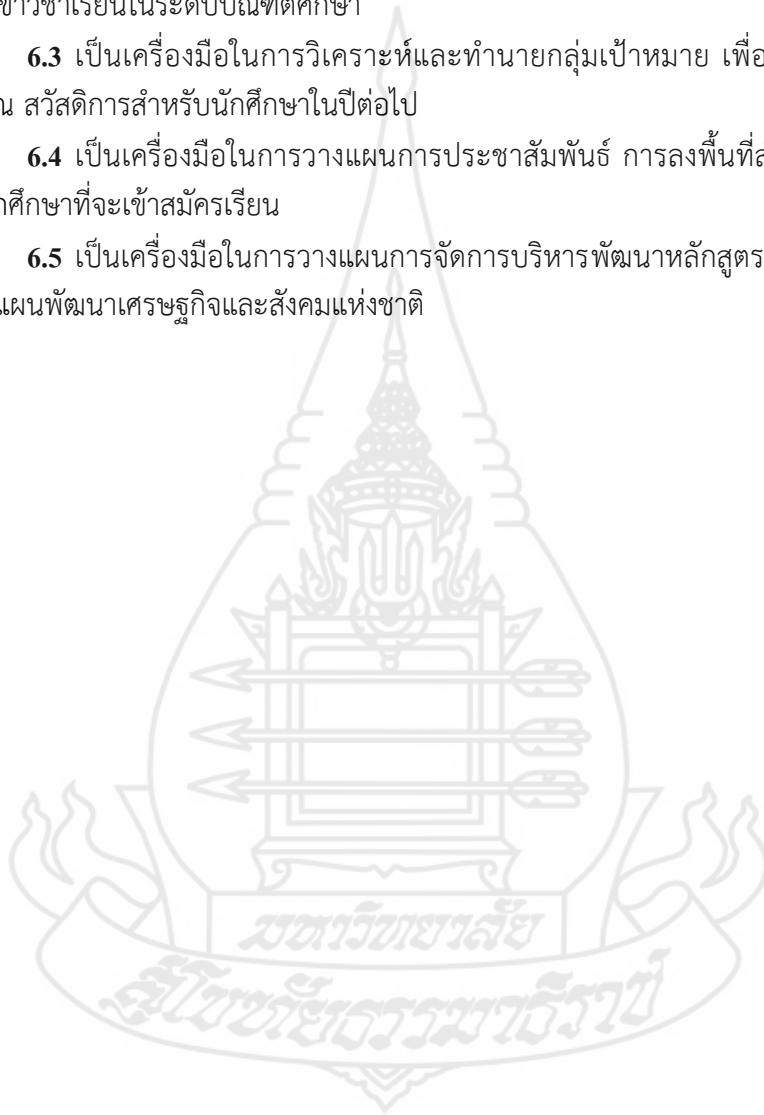 ขาวิชาเรียนในระดับบัณฑิตศึกษา
6.3 เป็นเครื่องมือในการวิเคราะห์และทำนายกลุ่มเป้าหมาย เพื่อ
ณ สวัสดิการสำหรับนักศึกษาในปีต่อไป
6.4 เป็นเครื่องมือในการวางแผนการประชาสัมพันธ์ การลงพื้นที่ส
กศึกษาที่จะเข้าสมัครเรียน
6.5 เป็นเครื่องมือในการวางแผนการจัดการบริหารพัฒนาหลักสูตร
แผนพัฒนาเศรษฐกิจและสังคมแห่งชาติ
มหาวิทยาลัย
สุโขทัยธรรมาธิราช